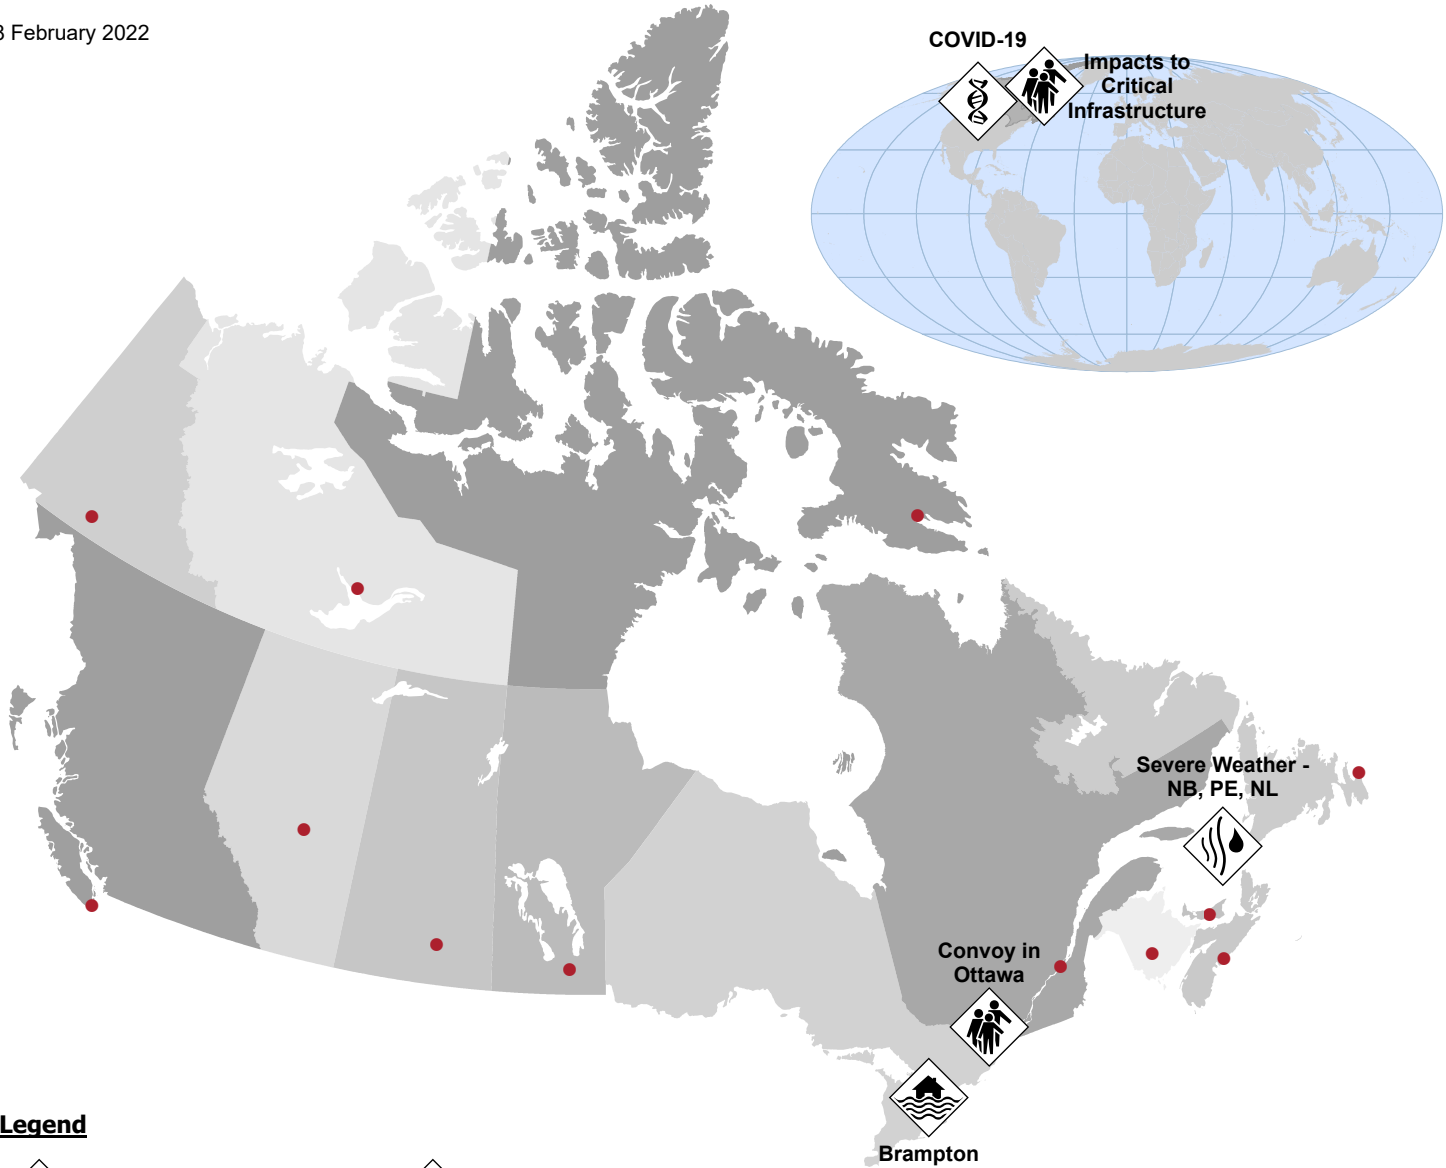 February 2022
COVID-19
Impacts to
Critical
Infrastructure
Severe Weather -
NB, PE, NL
Convoy in
Ottawa
Legend
Brampton